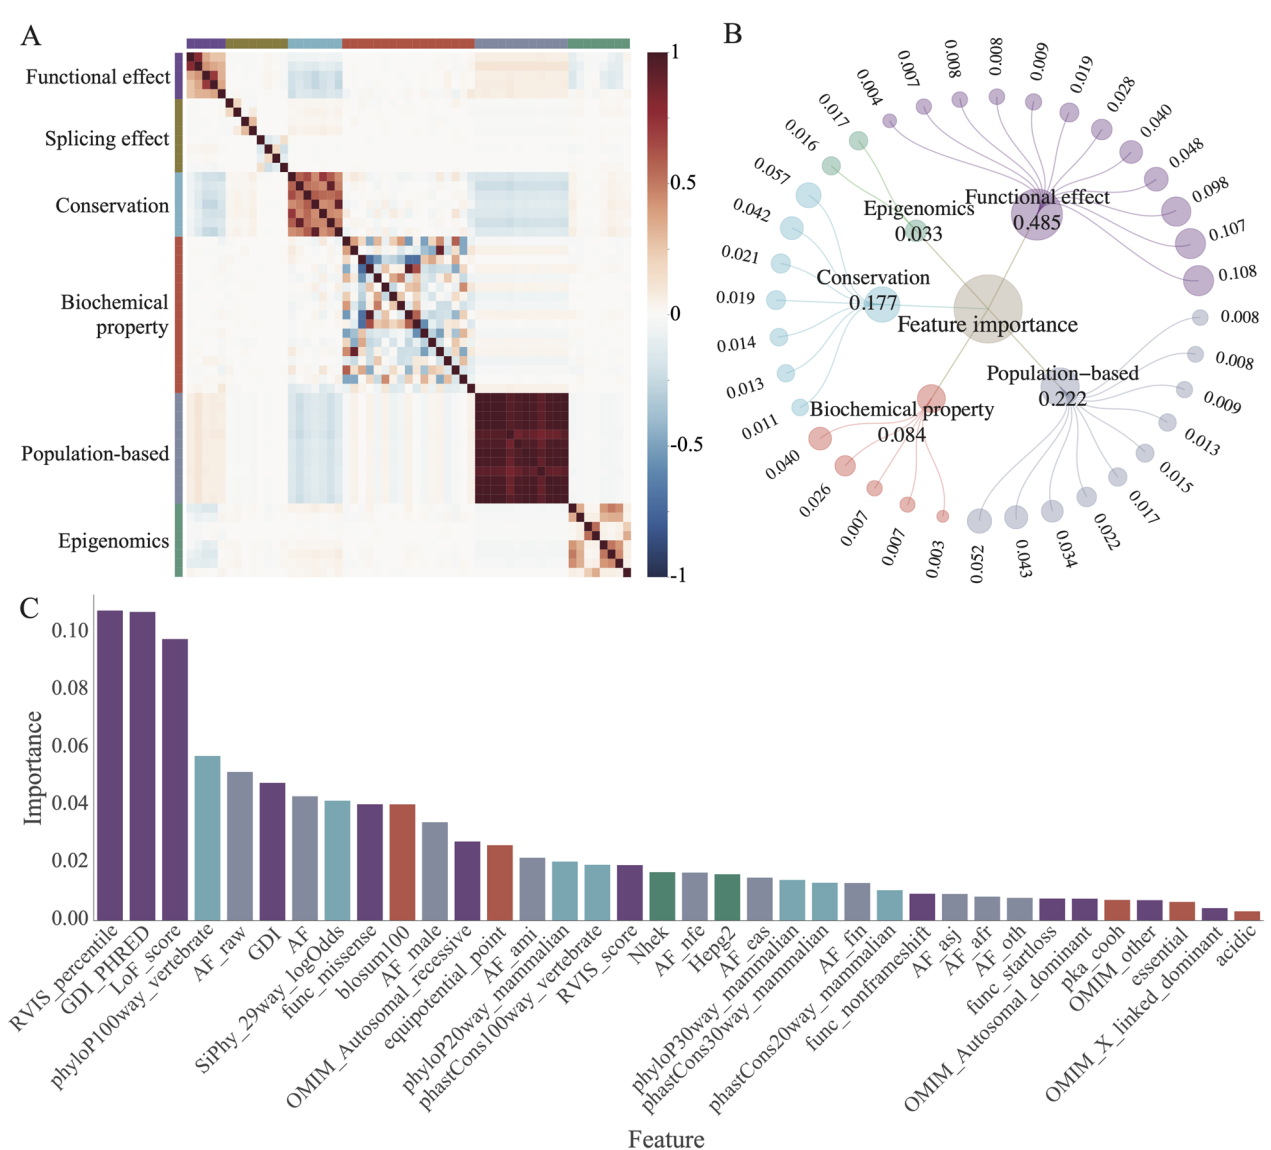 A
Functional effect
Splicing effect
Conservation
Biochemical
property
Population-based
Epigenomics
1
0.5
0
-0.5
-1
B
0.004
0.007
0.008
0.008
0.009
0.019
0.028
0.040
0.048
0.098
0.107
0.108
Functional effect
0.485
0.017
0.016
Epigenomics
0.033
0.057
0.042
0.021
0.019
0.014
0.013
0.011
Conservation
0.177
Feature importance
Population-based
0.222
0.008
0.008
0.009
0.013
0.015
0.017
0.022
0.034
0.043
0.052
Biochemical property
0.084
0.040
0.026
0.007
0.007
0.003
C
Importance
0.10
0.08
0.06
0.04
0.02
0.00
RVIS_percentile
GDI_PHRED
LoF_score
phyloP100way_vertebrate
AF_raw
GDI
AF
SiPhy_29way_logOdds
func_missense
blosum100
AF_male
OMIM_Autosomal_recessive
equipotential_point
AF_ami
phyloP20way_mammalian
phastCons100way_vertebrate
RVIS_score
Nhek
AF_nfe
Hepg2
AF_eas
phyloP30way_mammalian
phastCons30way_mammalian
AF_fin
phastCons20way_mammalian
func_nonframeshift
AF_asj
AF_afr
AF_oth
func_startloss
OMIM_Autosomal_dominant
pka_cooh
OMIM_other
essential
OMIM_X_linked_dominant
acidic
Feature